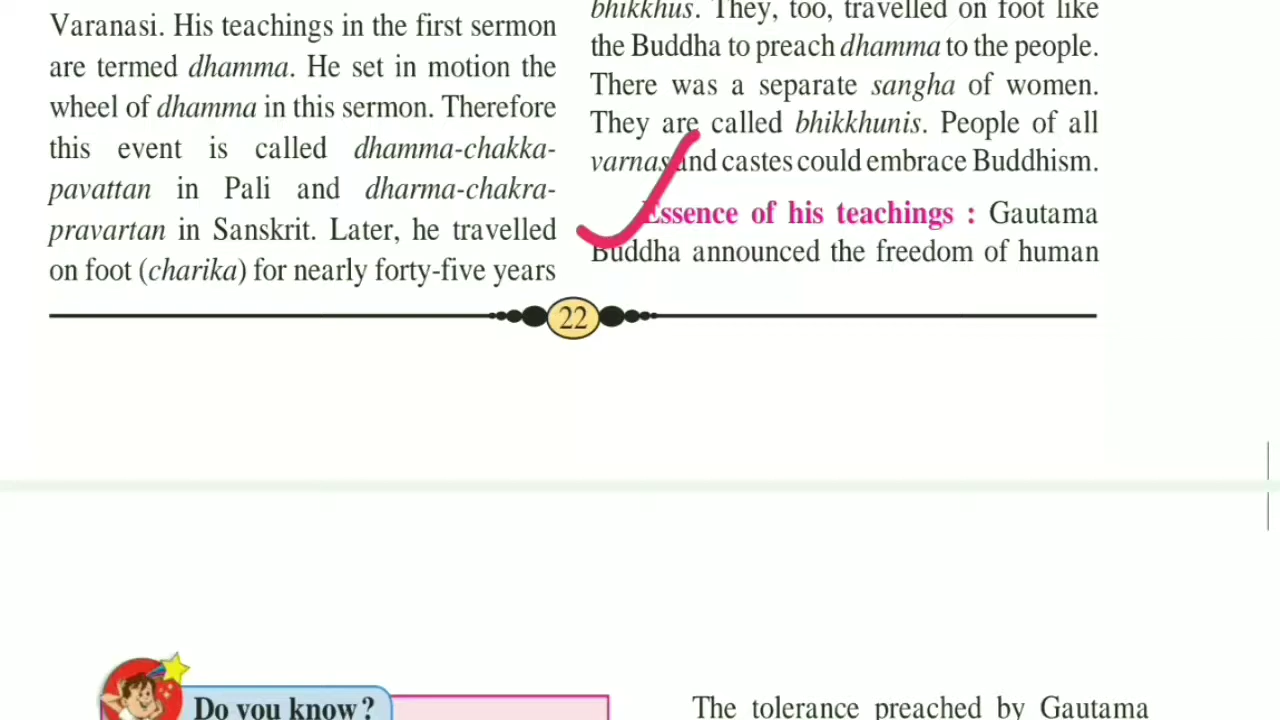 Varanasi. His teachings in the first sermon
are termed dhamma. He set in motion the
wheel of dhamma in this sermon. Therefore
this event is called dhamma-chakka-
pavattan in Pali and dharma-chakra-
pravartan in Sanskrit. Later, he travelled
on foot (charika) for nearly forty-five years
bhikkhus. They, too, travelled on foot like
the Buddha to preach dhamma to the people.
There was a separate sangha of women.
They are called bhikkhunis. People of all
varnas and castes could embrace Buddhism.
Essence of his teachings : Gautama
Buddha announced the freedom of human
22
Do you know?
The tolerance preached by Gautama